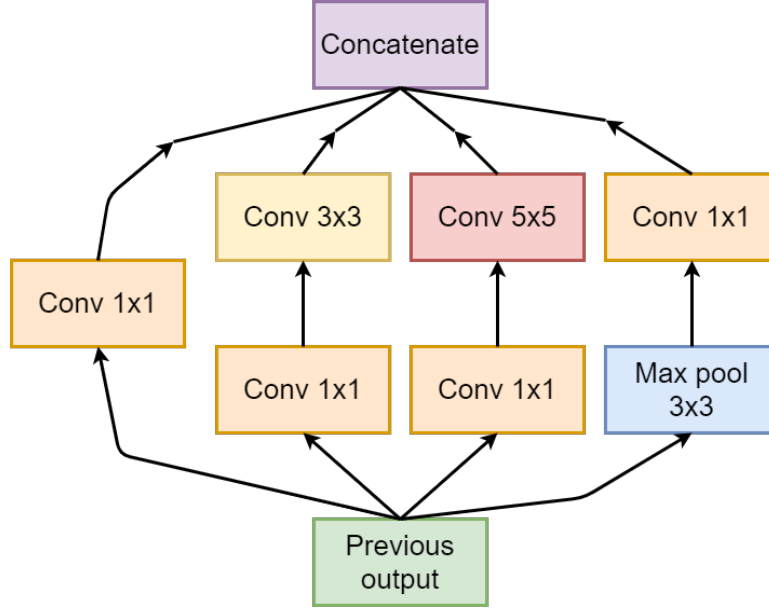 Concatenate
Conv 3x3
Conv 5x5
Conv 1x1
Conv 1x1
Conv 1x1
Conv 1x1
Max pool
3x3
Previous
output